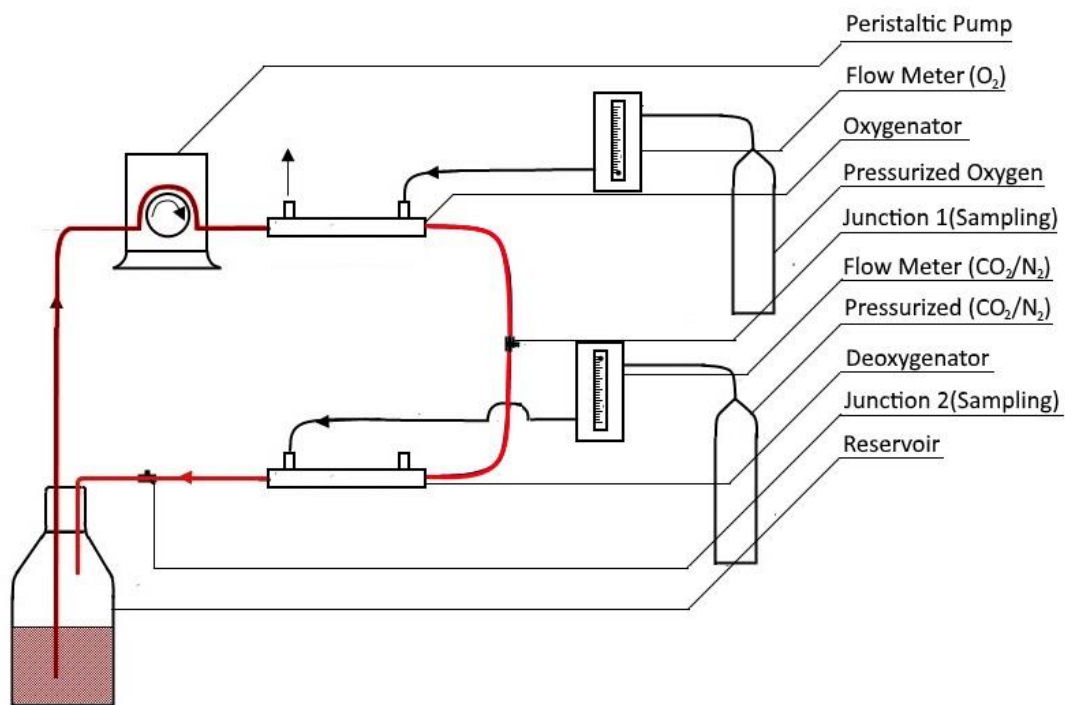 Peristaltic Pump
Flow Meter (O₂)
Oxygenator
Pressurized Oxygen
Junction 1(Sampling)
Flow Meter (CO₂/N₂)
Pressurized (CO₂/N₂)
Deoxygenator
Junction 2(Sampling)
Reservoir